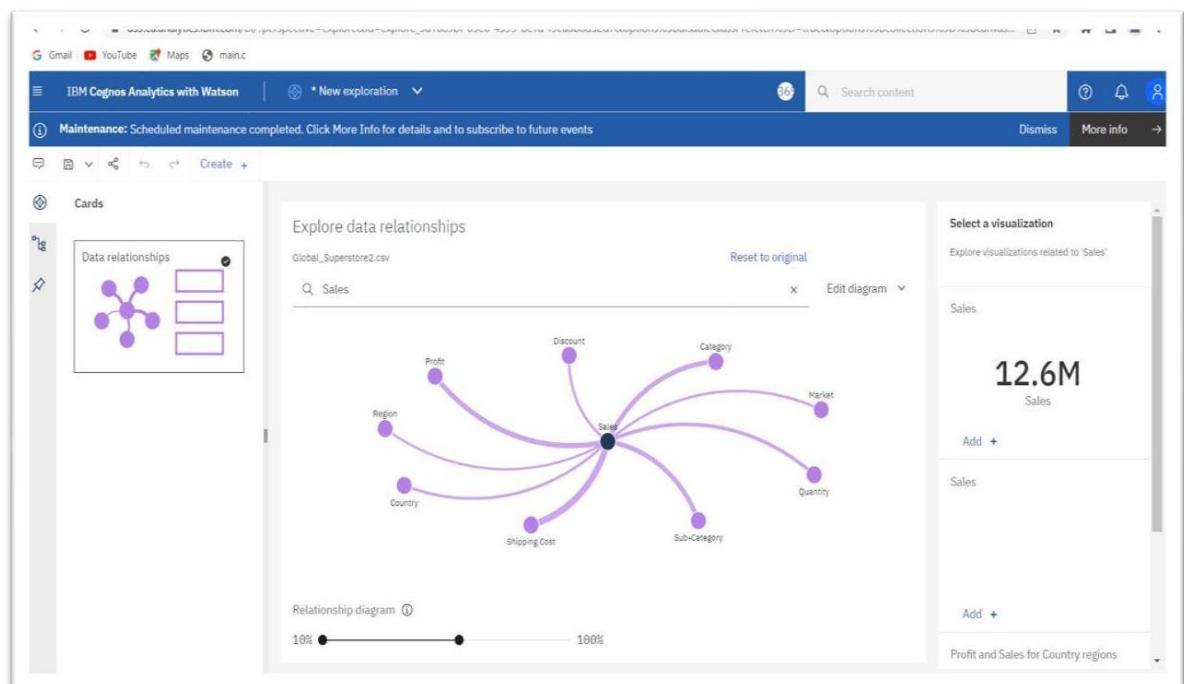 Gmail YouTube Maps main.c
IBM Cognos Analytics with Watson * New exploration Search content
Maintenance: Scheduled maintenance completed. Click More Info for details and to subscribe to future events Dismiss More info
Create +
Cards
Data relationships
Explore data relationships
Global_Superstore2.csv Reset to original
Sales x Edit diagram
Discount
Category
Profit
Market
Region
Sales
Country
Quantity
Shipping Cost
Sub-Category
Relationship diagram
10% 100%
Select a visualization
Explore visualizations related to 'Sales'
Sales
12.6M
Sales
Add +
Sales
Add +
Profit and Sales for Country regions